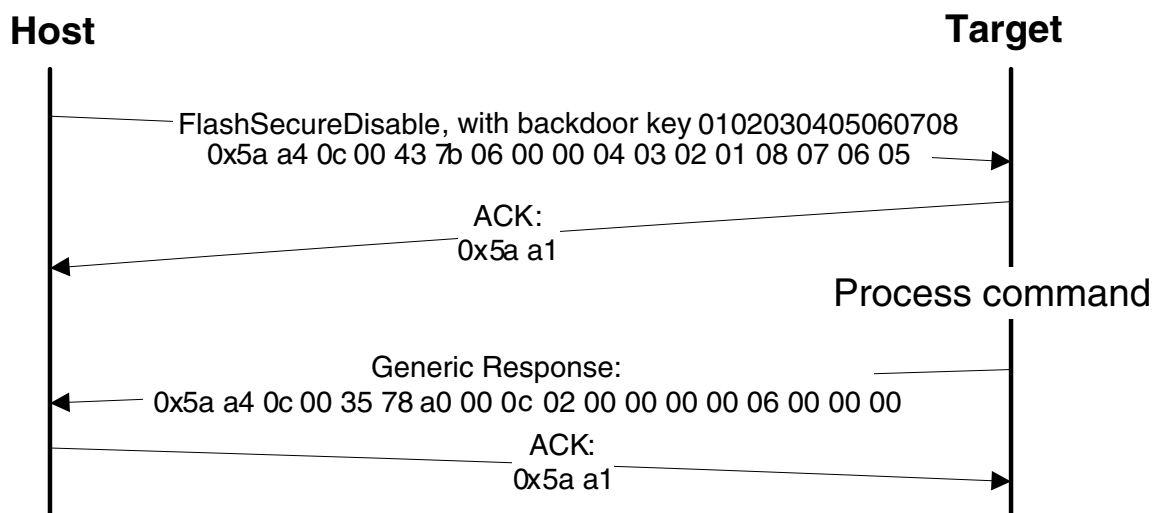 Host
Target
FlashSecureDisable, with backdoor key 0102030405060708
0x5a a4 0c 00 43 7b 06 00 00 04 03 02 01 08 07 06 05
ACK:
0x5a a1
Process command
Generic Response:
0x5a a4 0c 00 35 78 a0 00 0c 02 00 00 00 00 06 00 00 00
ACK:
0x5a a1